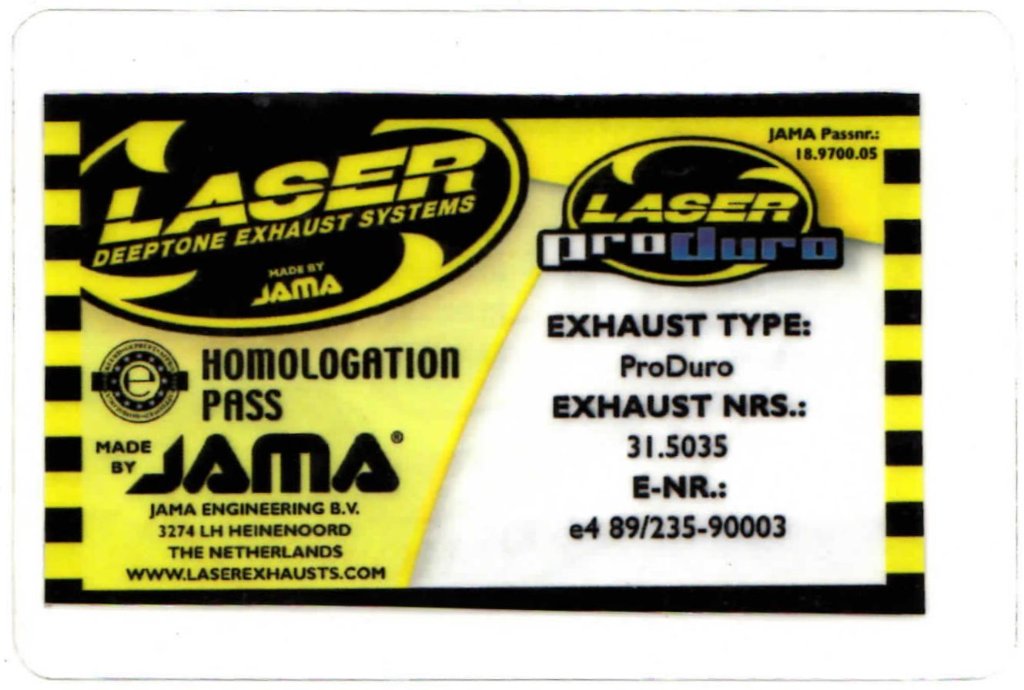 LASER
DEEPTONE EXHAUST SYSTEMS
MADE BY
JAMA
HOMOLOGATION
PASS
e
MADE
BY
JAMA®
JAMA ENGINEERING B.V.
3274 LH HEINENOORD
THE NETHERLANDS
WWW.LASEREXHAUSTS.COM
JAMA Passnr.:
18.9700.05
LASER
produro
EXHAUST TYPE:
ProDuro
EXHAUST NRS.:
31.5035
E-NR.:
e4 89/235-90003